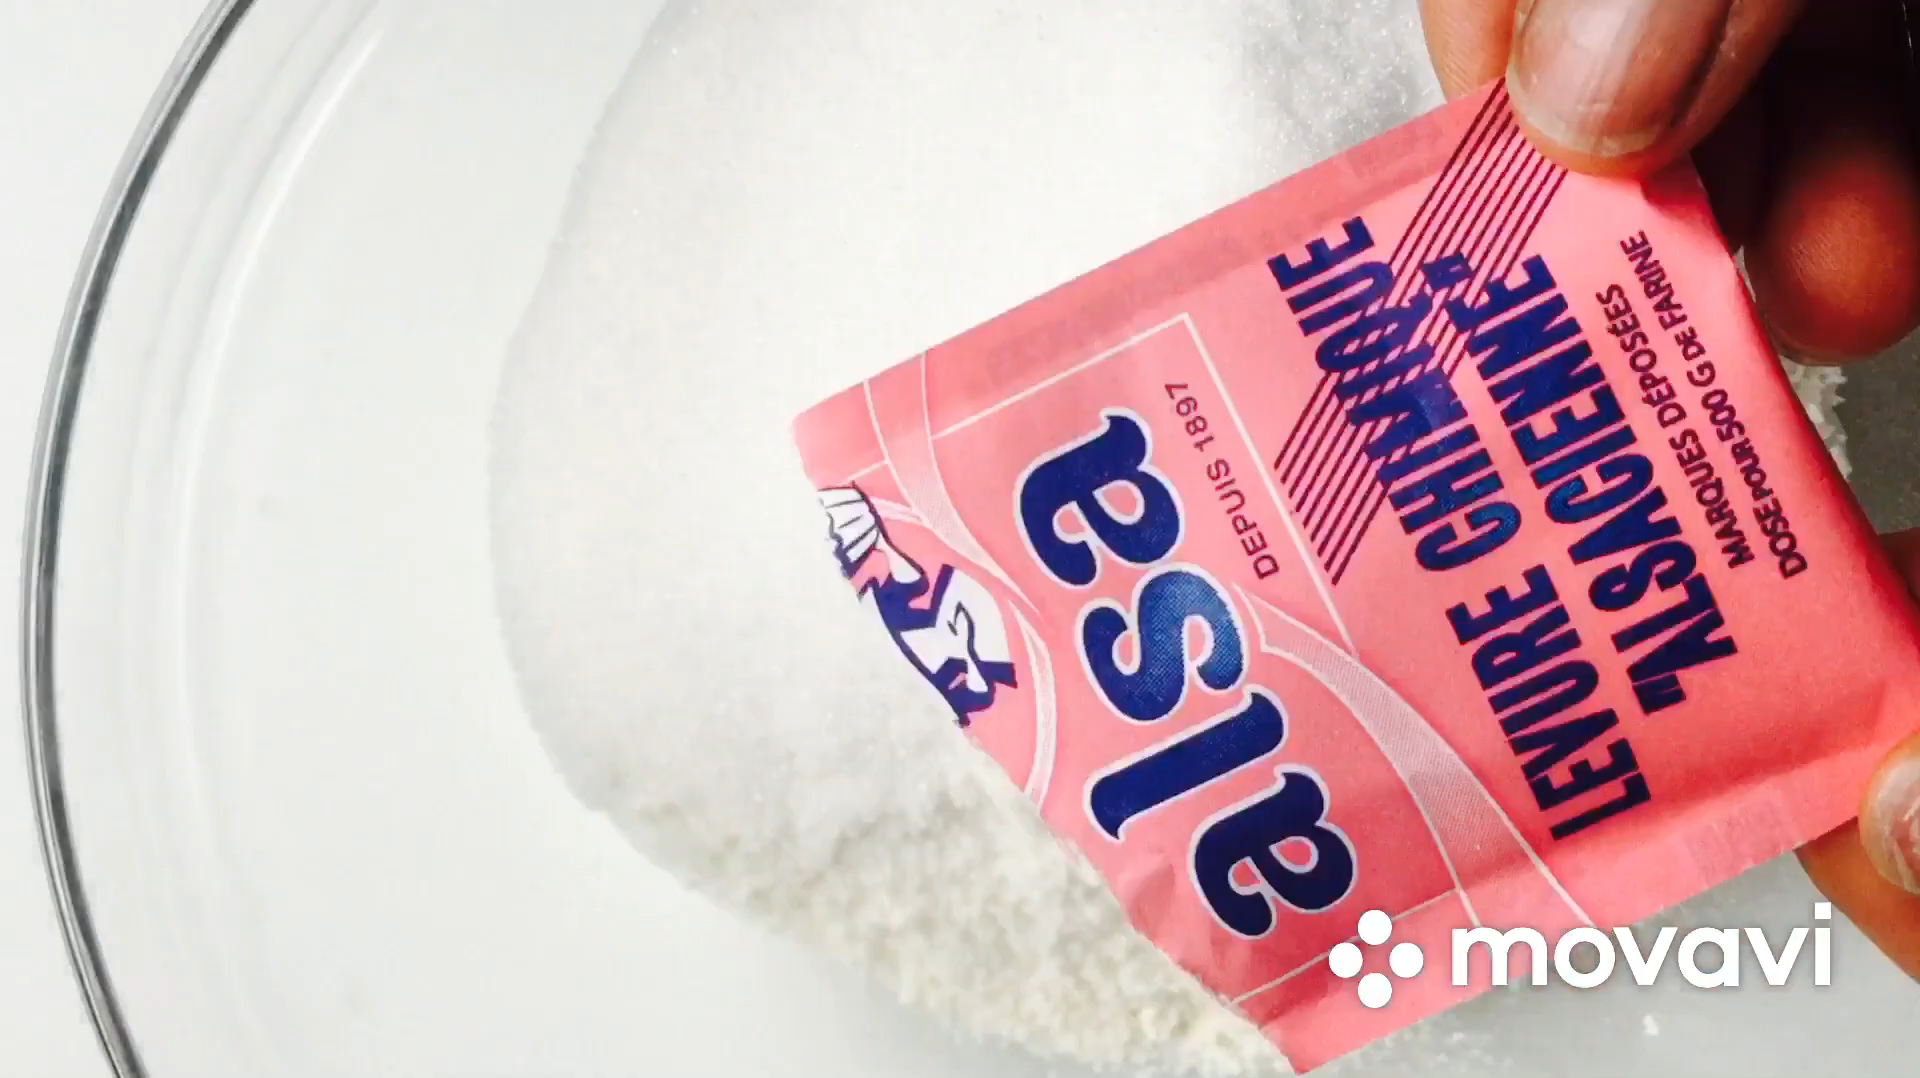 alsa
DEPUIS 1897
LEVURE CHIMIQUE
"ALSACIENNE"
MARQUES DÉPOSÉES
DOSE POUR 500 G DE FARINE
movavi